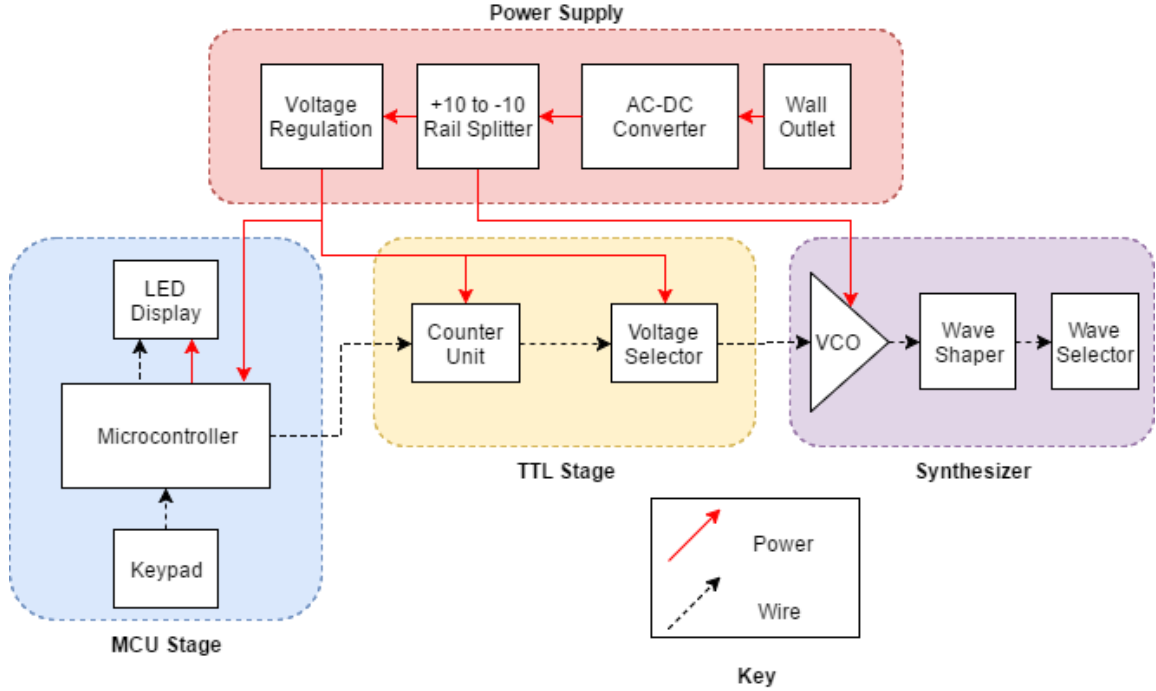 Power Supply
Voltage
Regulation
+10 to -10
Rail Splitter
AC-DC
Converter
Wall
Outlet
LED
Display
Microcontroller
Keypad
MCU Stage
Counter
Unit
Voltage
Selector
TTL Stage
VCO
Wave
Shaper
Wave
Selector
Synthesizer
Power
Wire
Key